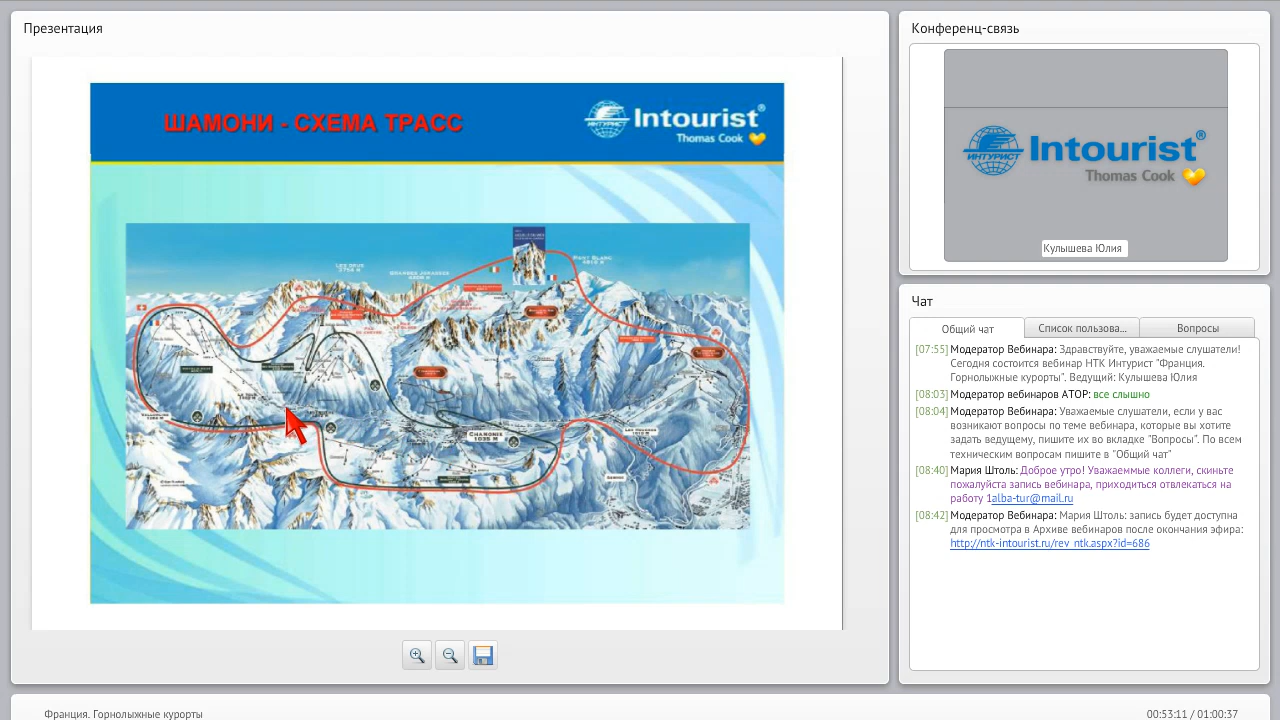 Презентация
ШАМОНИ - СХЕМА ТРАСС
ИНТУРИСТ
Intourist®
Thomas Cook
MONT BLANC
CHAMONIX
1035 M
Конференц-связь
ИНТУРИСТ
Intourist®
Thomas Cook
Кулышева Юлия
Чат
Общий чат
Список пользова...
Вопросы
[07:55] Модератор Вебинара: Здравствуйте, уважаемые слушатели!
Сегодня состоится вебинар НТК Интурист "Франция.
Горнолыжные курорты". Ведущий: Кулышева Юлия
[08:03] Модератор вебинаров АТОР: все слышно
[08:04] Модератор Вебинара: Уважаемые слушатели, если у вас
возникают вопросы по теме вебинара, которые вы хотите
задать ведущему, пишите их во вкладке "Вопросы". По всем
техническим вопросам пишите в "Общий чат"
[08:40] Мария Штоль: Доброе утро! Уважаеммые коллеги, скиньте
пожалуйста запись вебинара, приходиться отвлекаться на
работу 1alba-tur@mail.ru
[08:42] Модератор Вебинара: Мария Штоль: запись будет доступна
для просмотра в Архиве вебинаров после окончания эфира:
http://ntk-intourist.ru/rev_ntk.aspx?id=686
Франция. Горнолыжные курорты
00:53:11 / 01:00:37